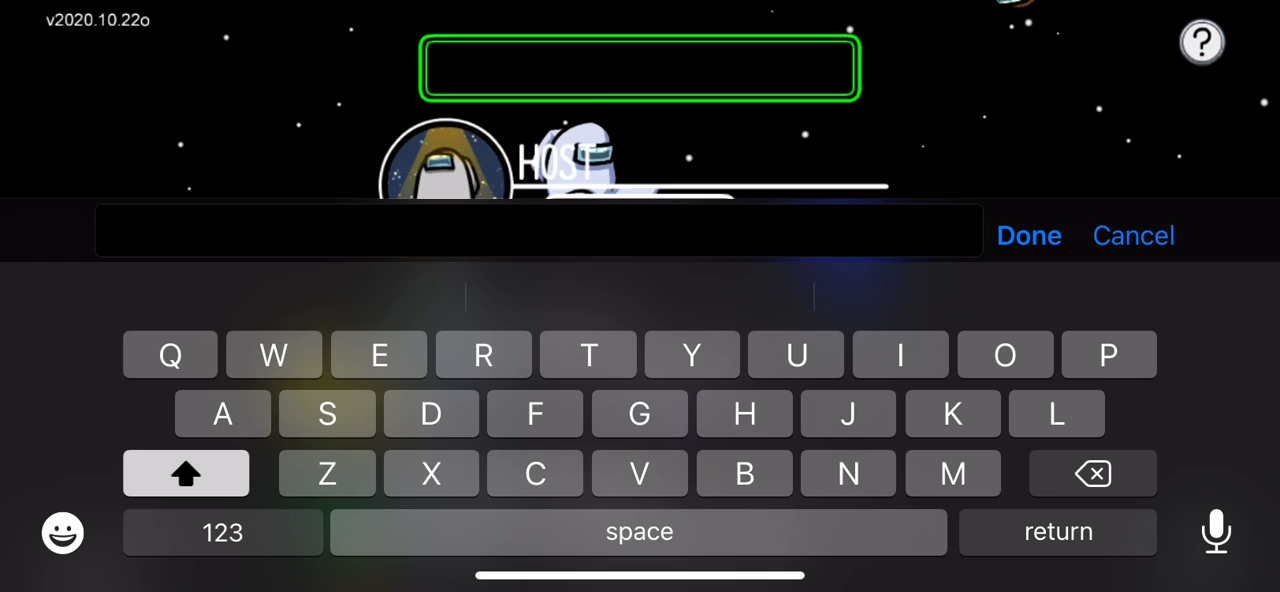 v2020.10.22o
?
HOST
Done Cancel
Q W E R T Y U I O P
A S D F G H J K L
Z X C V B N M
123 space return